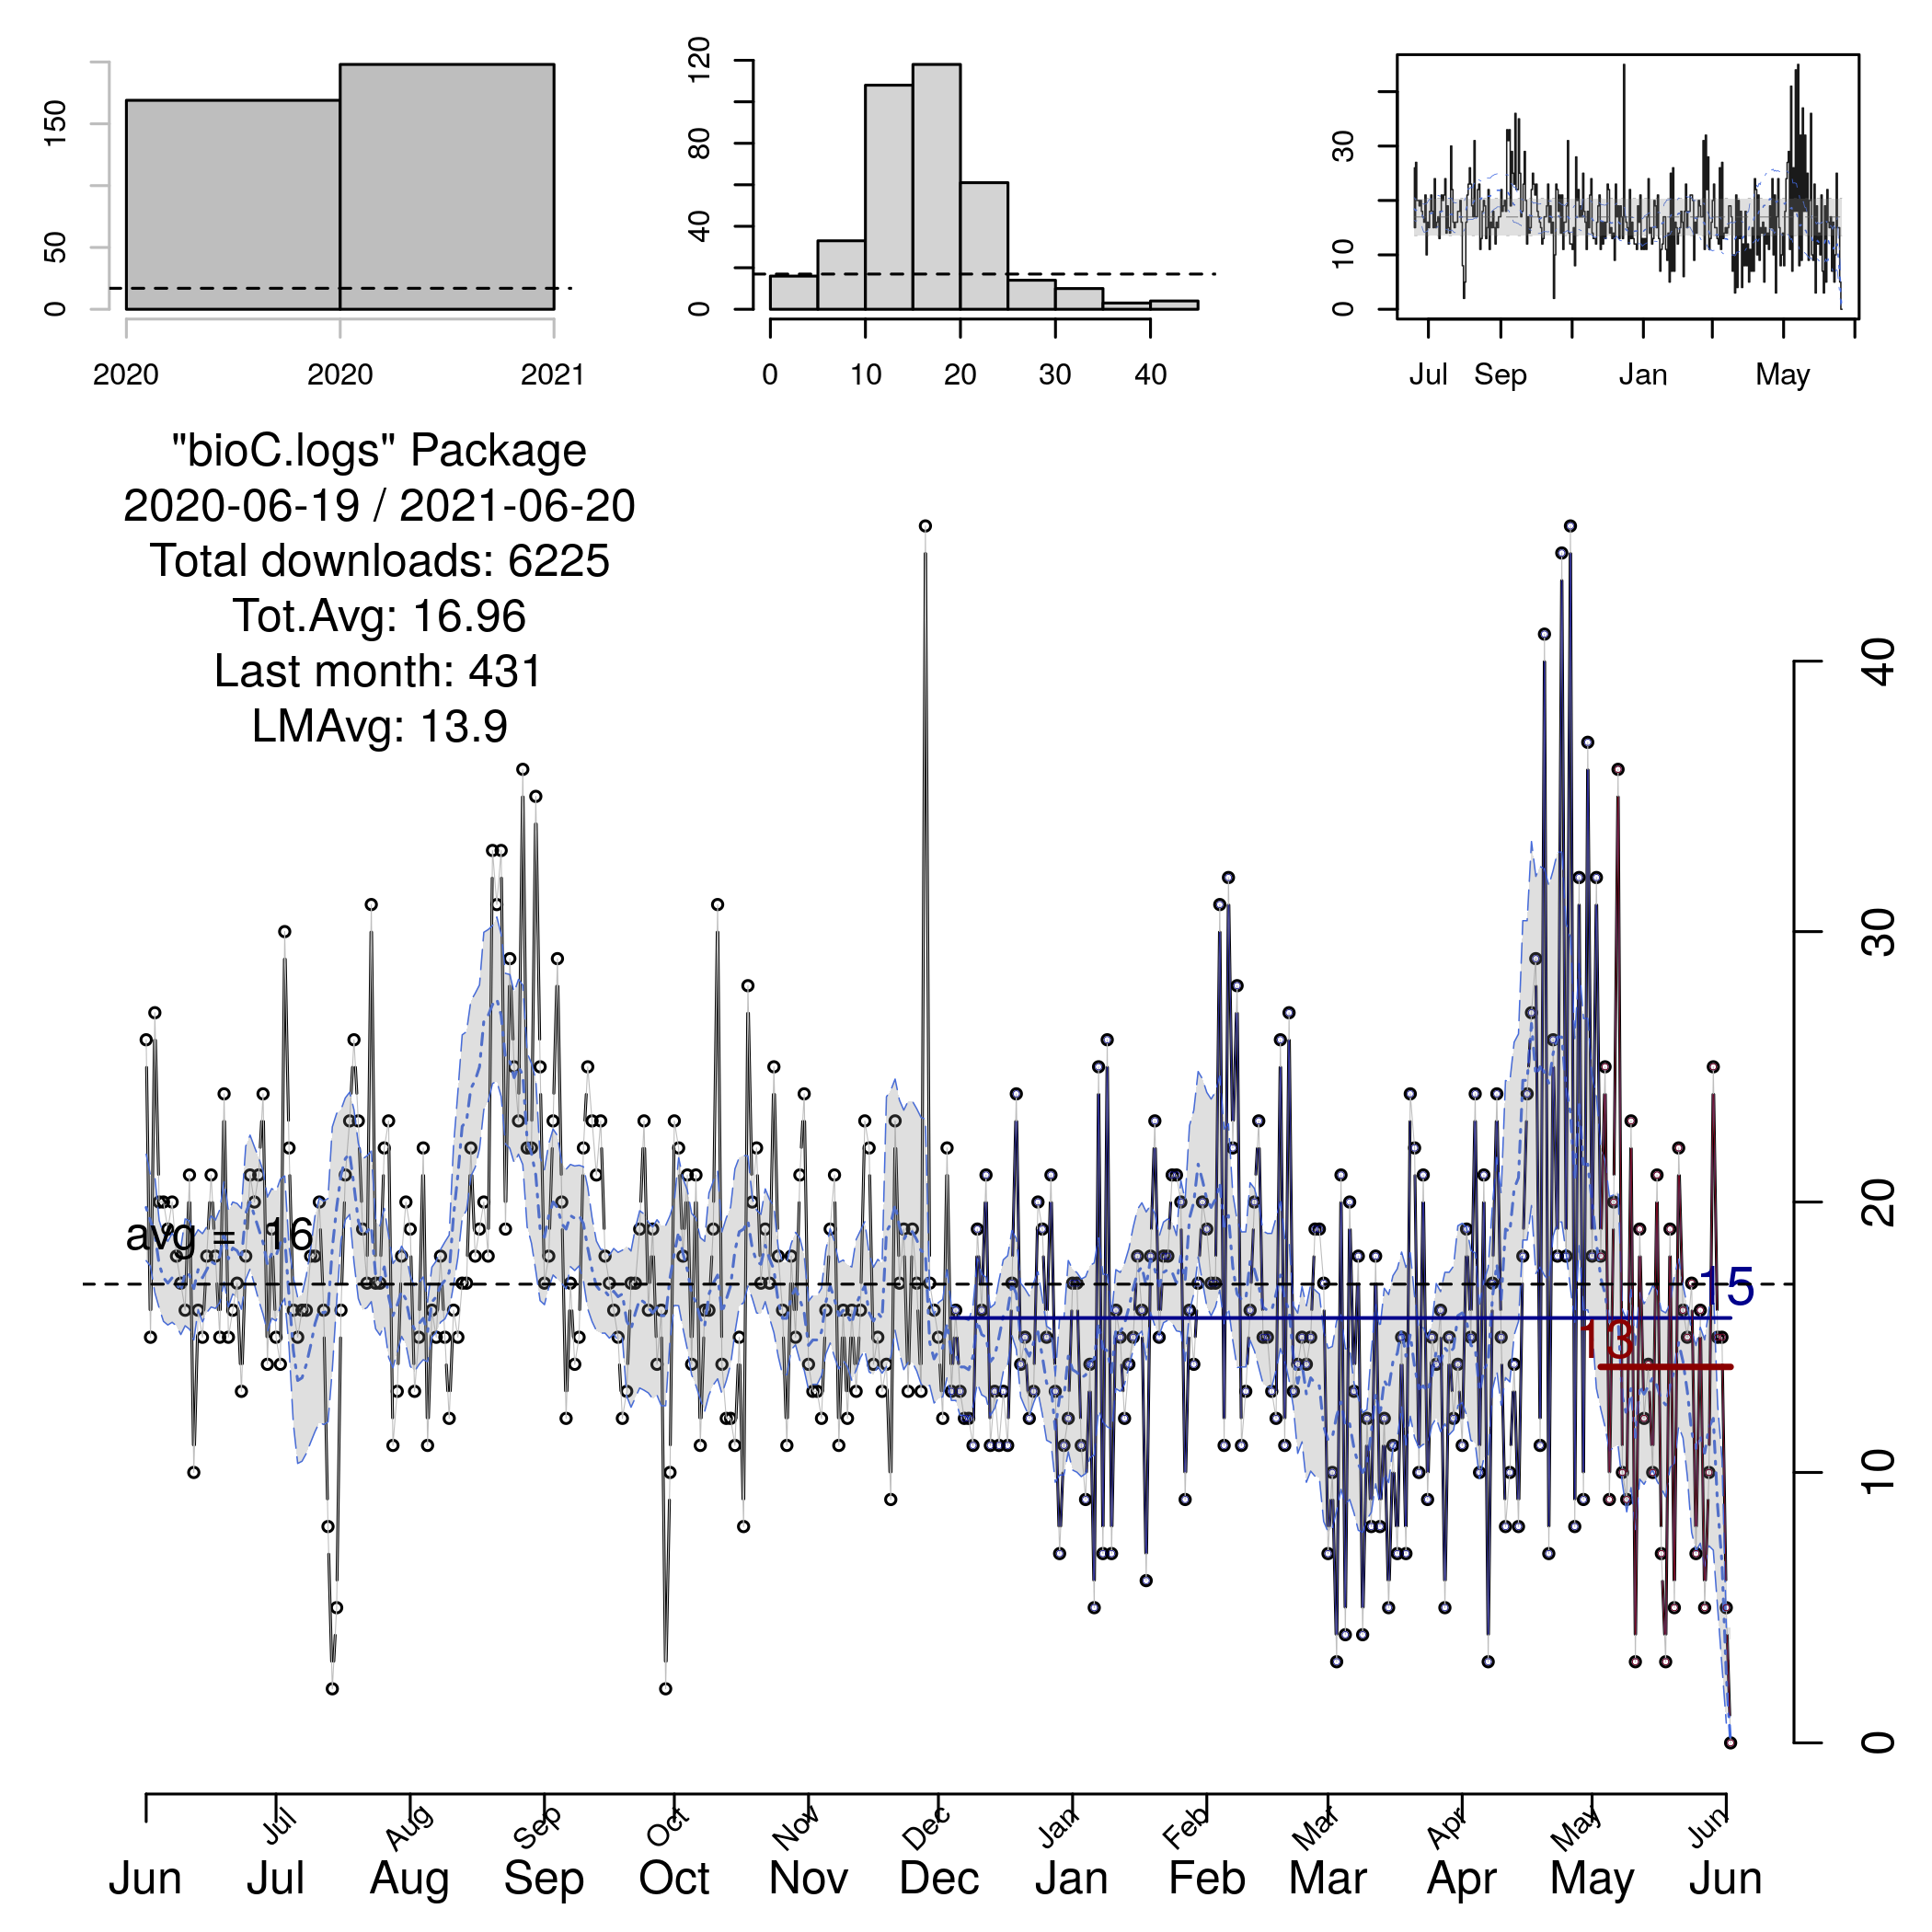 0 50 150
2020 2020 2021
0 40 80 120
0 10 20 30 40
0 10 30
Jul Sep Jan May
"bioC.logs" Package
2020-06-19 / 2021-06-20
Total downloads: 6225
Tot.Avg: 16.96
Last month: 431
LMAvg: 13.9
avg = 16
15
13
0 10 20 30 40
Jul Aug Sep Oct Nov Dec Jan Feb Mar Apr May Jun
Jun Jul Aug Sep Oct Nov Dec Jan Feb Mar Apr May Jun